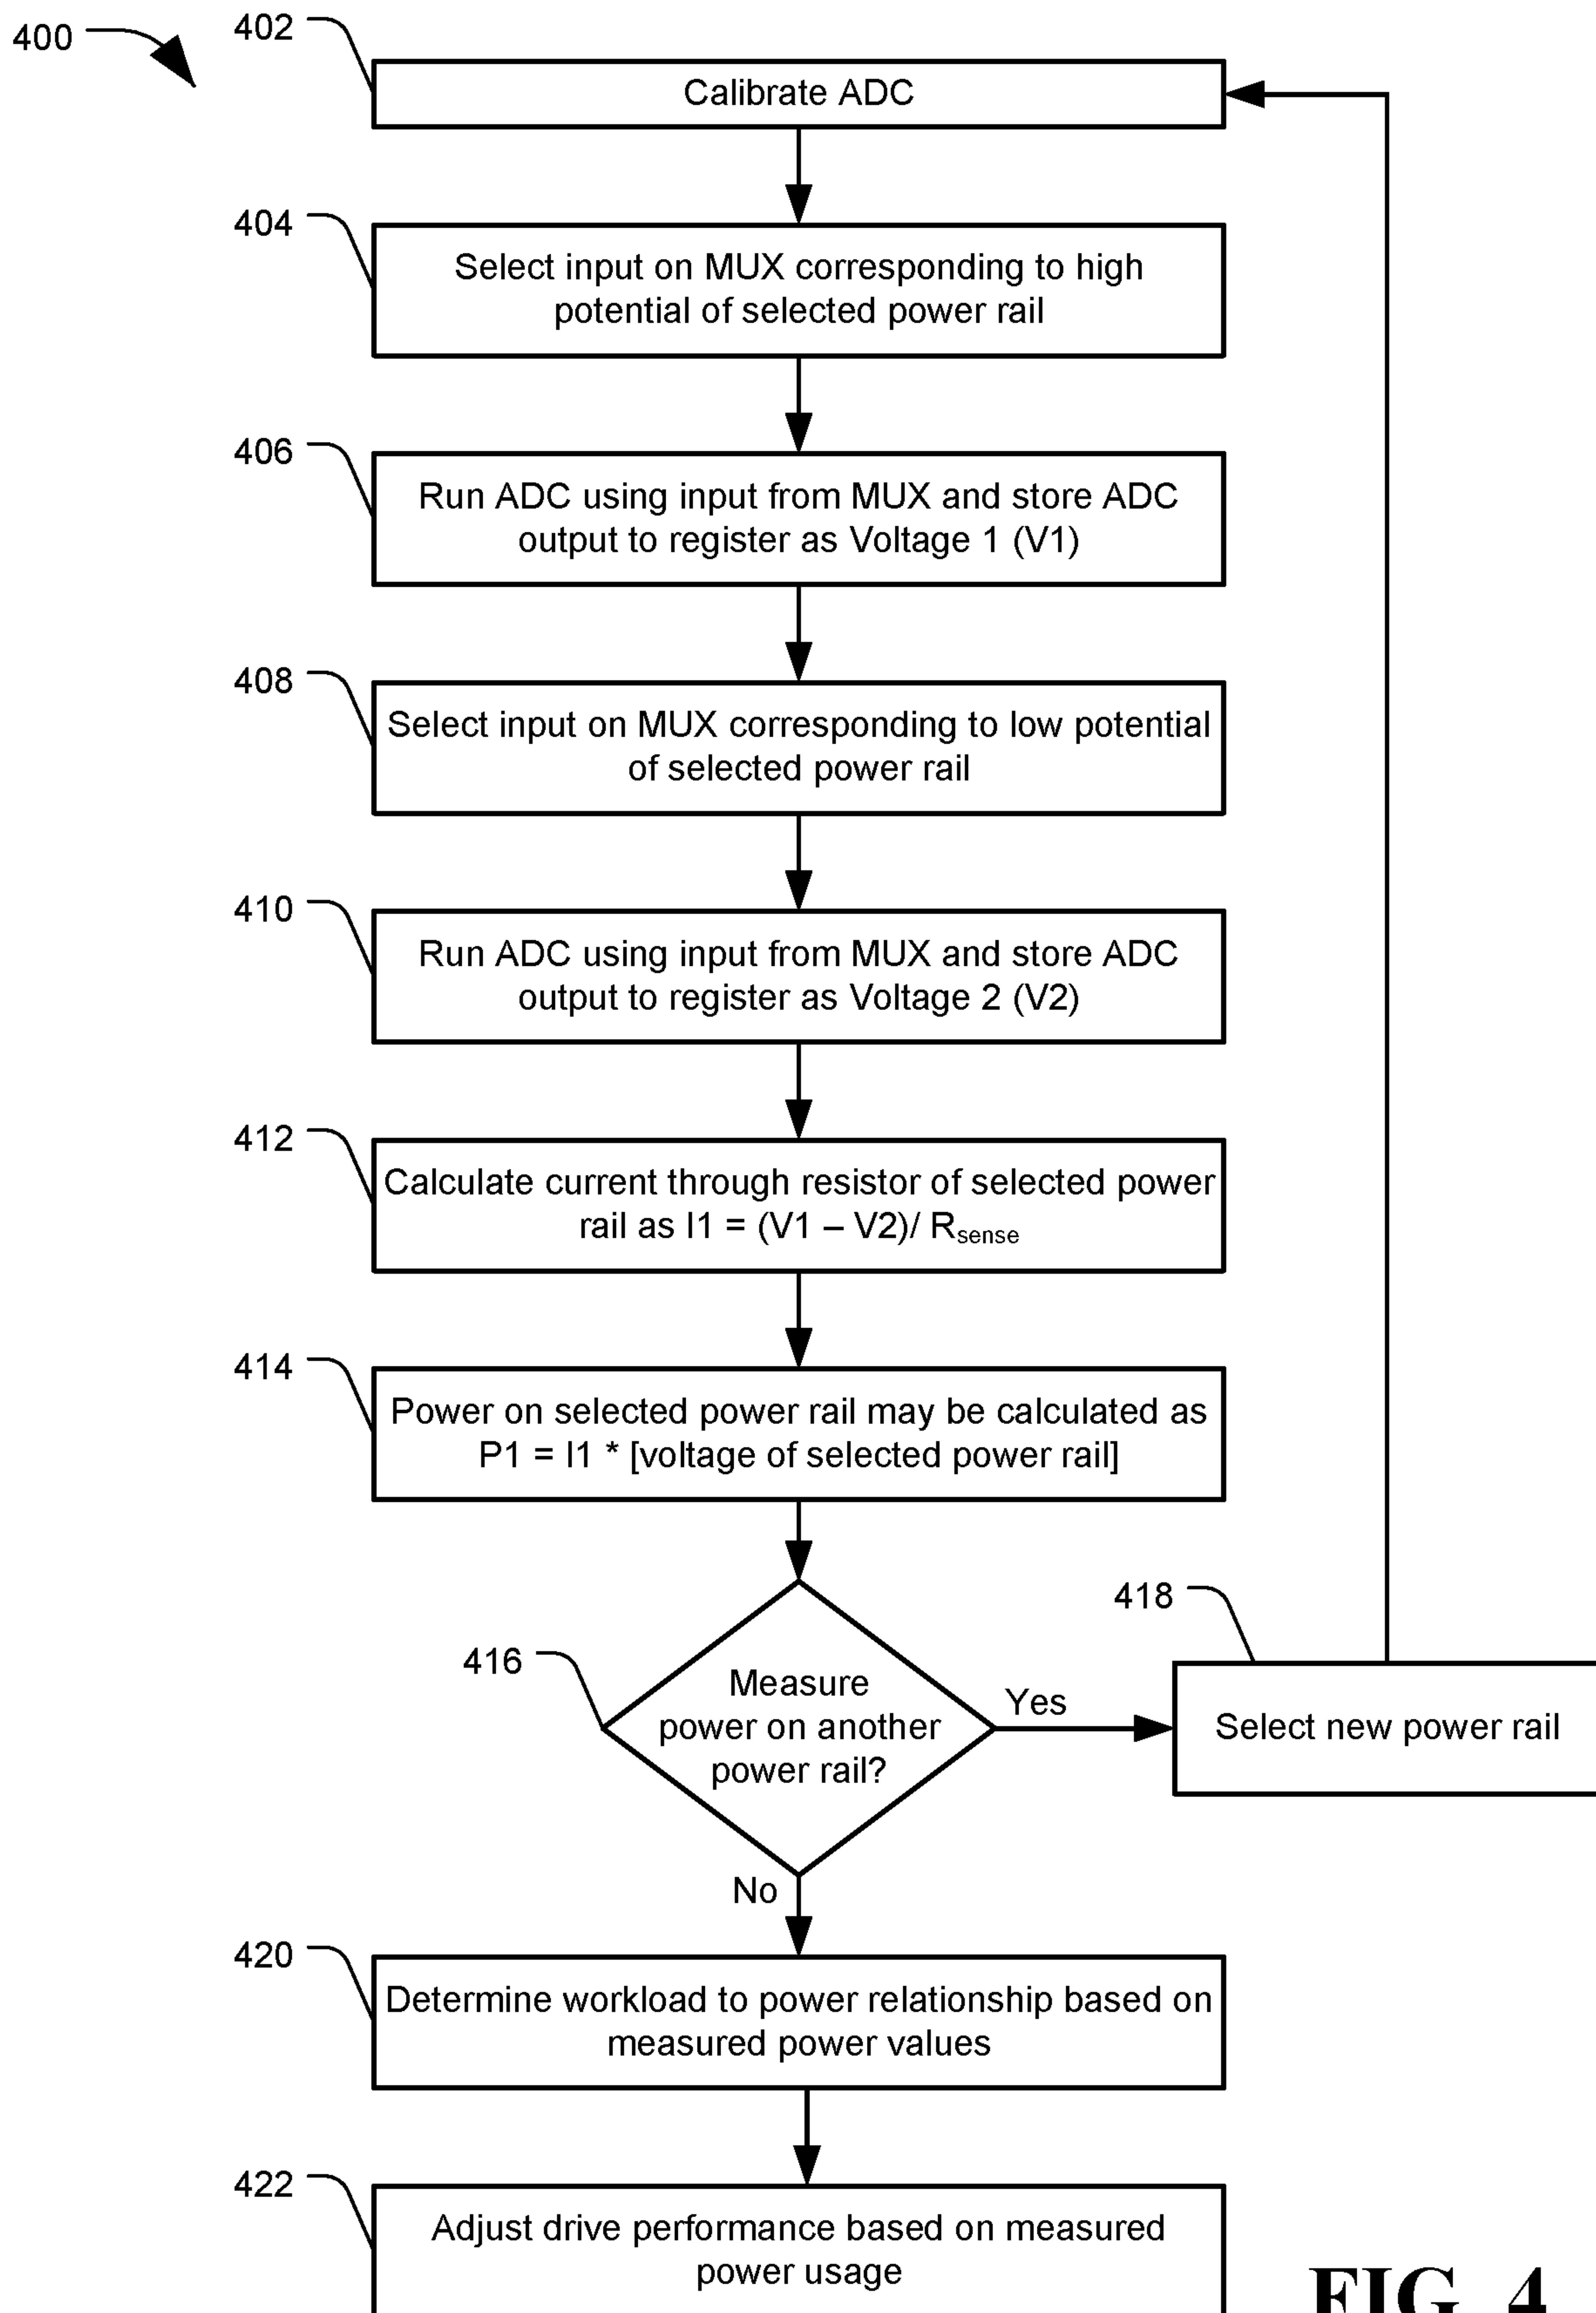 400
402
Calibrate ADC
404
Select input on MUX corresponding to high
potential of selected power rail
406
Run ADC using input from MUX and store ADC
output to register as Voltage 1 (V1)
408
Select input on MUX corresponding to low potential
of selected power rail
410
Run ADC using input from MUX and store ADC
output to register as Voltage 2 (V2)
412
Calculate current through resistor of selected power
rail as I1 = (V1 – V2)/ Rsense
414
Power on selected power rail may be calculated as
P1 = I1 * [voltage of selected power rail]
416
Measure
power on another
power rail?
Yes
418
Select new power rail
No
420
Determine workload to power relationship based on
measured power values
422
Adjust drive performance based on measured
power usage
FIG. 4